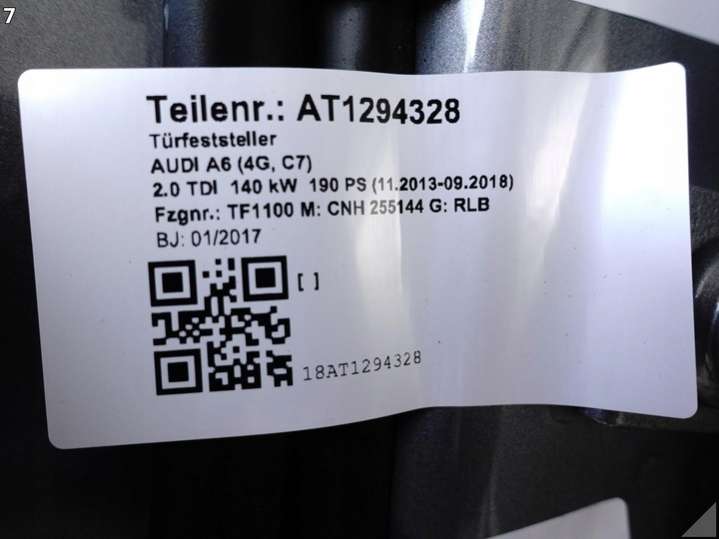 7
Teilenr.: AT1294328
Türfeststeller
AUDI A6 (4G, C7)
2.0 TDI 140 kW 190 PS (11.2013-09.2018)
Fzgnr.: TF1100 M: CNH 255144 G: RLB
BJ: 01/2017
[ ]
18AT1294328